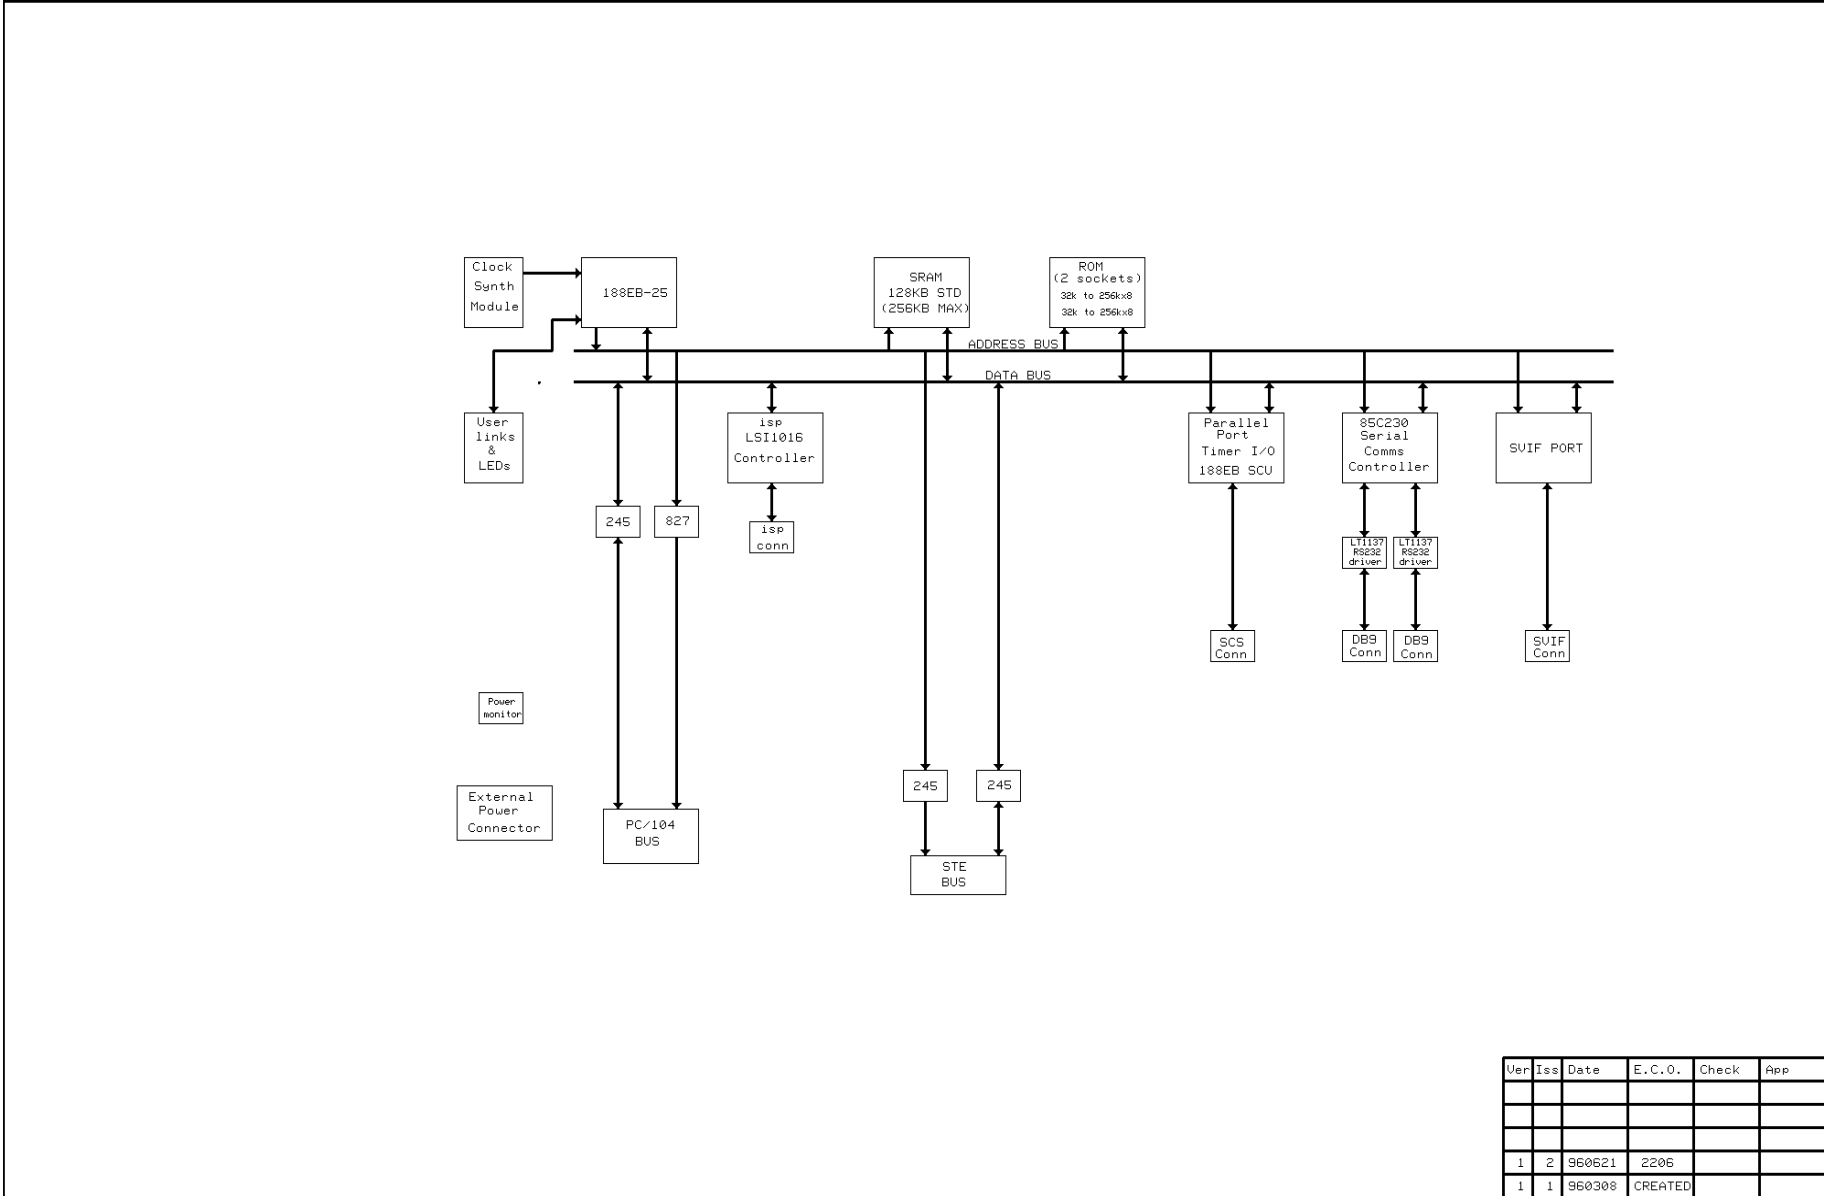 Clock
Synth
Module
188EB-25
SRAM
128KB STD
(256KB MAX)
ROM
(2 sockets)
32k to 256kx8
32k to 256kx8
ADDRESS BUS
DATA BUS
User
links
&
LEDs
isp
LSI1016
Controller
Parallel
Port
Timer I/O
188EB SCU
85C230
Serial
Comms
Controller
SVIF PORT
245
827
isp
conn
LT1137
RS232
driver
LT1137
RS232
driver
SCS
Conn
DB9
Conn
DB9
Conn
SVIF
Conn
Power
monitor
External
Power
Connector
PC/104
BUS
245
245
STE
BUS
Ver Iss Date E.C.O. Check App
1 2 960621 2206
1 1 960308 CREATED